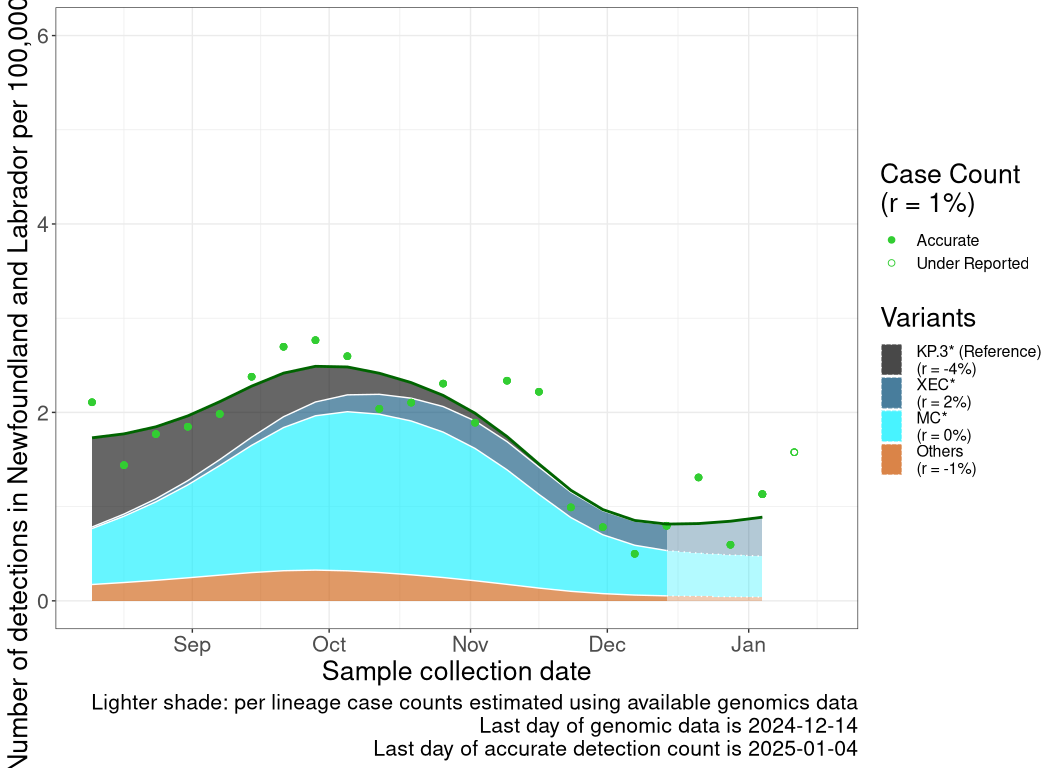 Number of detections in Newfoundland and Labrador per 100,000
6
4
2
0
Sep
Oct
Nov
Dec
Jan
Sample collection date
Lighter shade: per lineage case counts estimated using available genomics data
Last day of genomic data is 2024-12-14
Last day of accurate detection count is 2025-01-04
Case Count
(r = 1%)
Accurate
Under Reported
Variants
KP.3* (Reference)
(r = -4%)
XEC*
(r = 2%)
MC*
(r = 0%)
Others
(r = -1%)